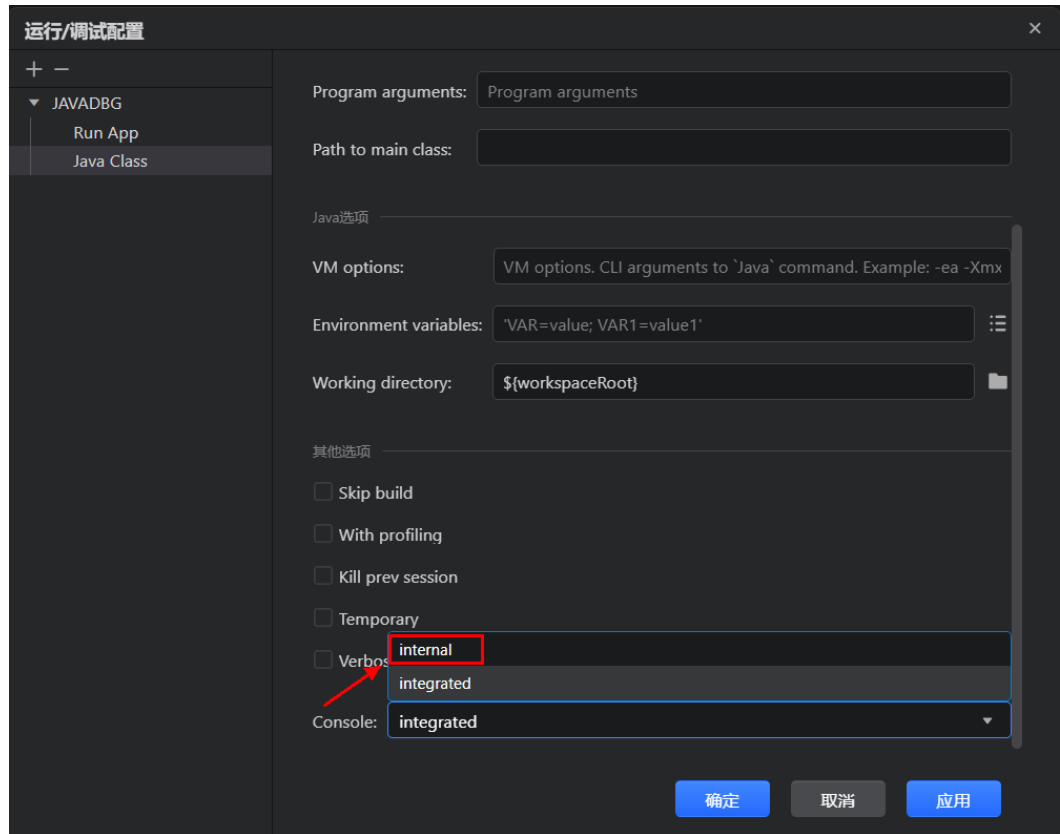 运行/调试配置
JAVADBG
Run App
Java Class
Program arguments: Program arguments
Path to main class:
Java选项
VM options: VM options. CLI arguments to `Java` command. Example: -ea -Xmx
Environment variables: 'VAR=value; VAR1=value1'
Working directory: ${workspaceRoot}
其他选项
Skip build
With profiling
Kill prev session
Temporary
Verbos
internal
integrated
Console: integrated
确定 取消 应用